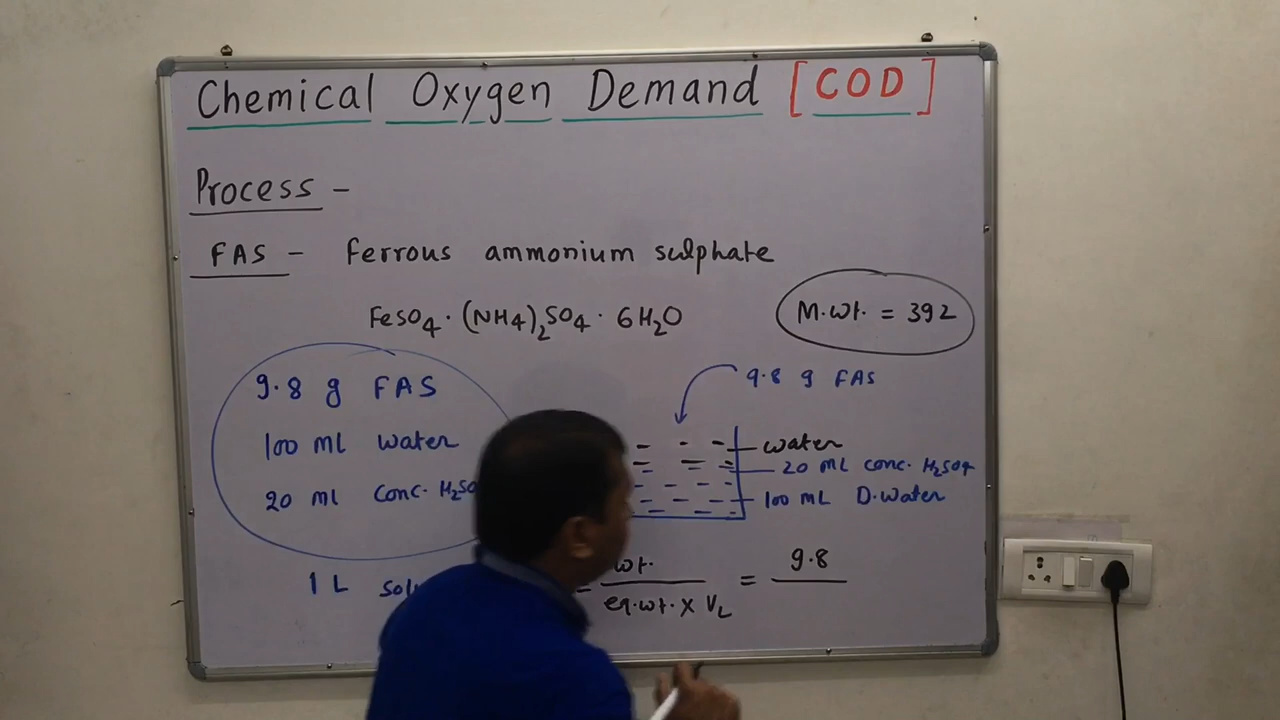 Chemical Oxygen Demand [COD]
Process -
FAS - Ferrous ammonium sulphate
FeSO4 · (NH4)2SO4 · 6H2O
M.wt. = 392
9.8 g FAS
100 ml water
20 ml Conc. H2SO
9.8 g FAS
water
20 ml conc. H2SO4
100 ml D.water
1 L
= wt. / eq.wt. × VL = 9.8